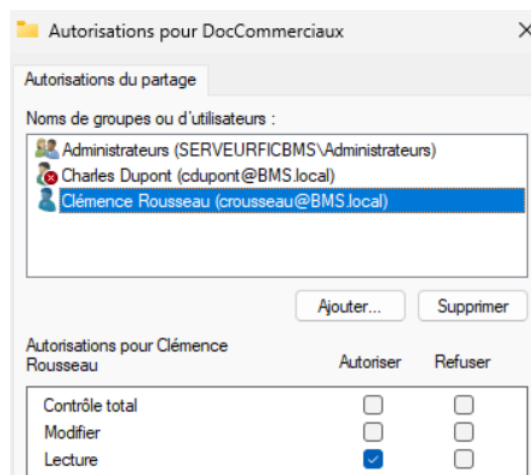 Autorisations pour DocCommerciaux
Autorisations du partage
Noms de groupes ou d'utilisateurs :
Administrateurs (SERVEURFICBMS\Administrateurs)
Charles Dupont (cdupont@BMS.local)
Clémence Rousseau (crousseau@BMS.local)
Ajouter... Supprimer
Autorisations pour Clémence
Rousseau Autoriser Refuser
Contrôle total
Modifier
Lecture